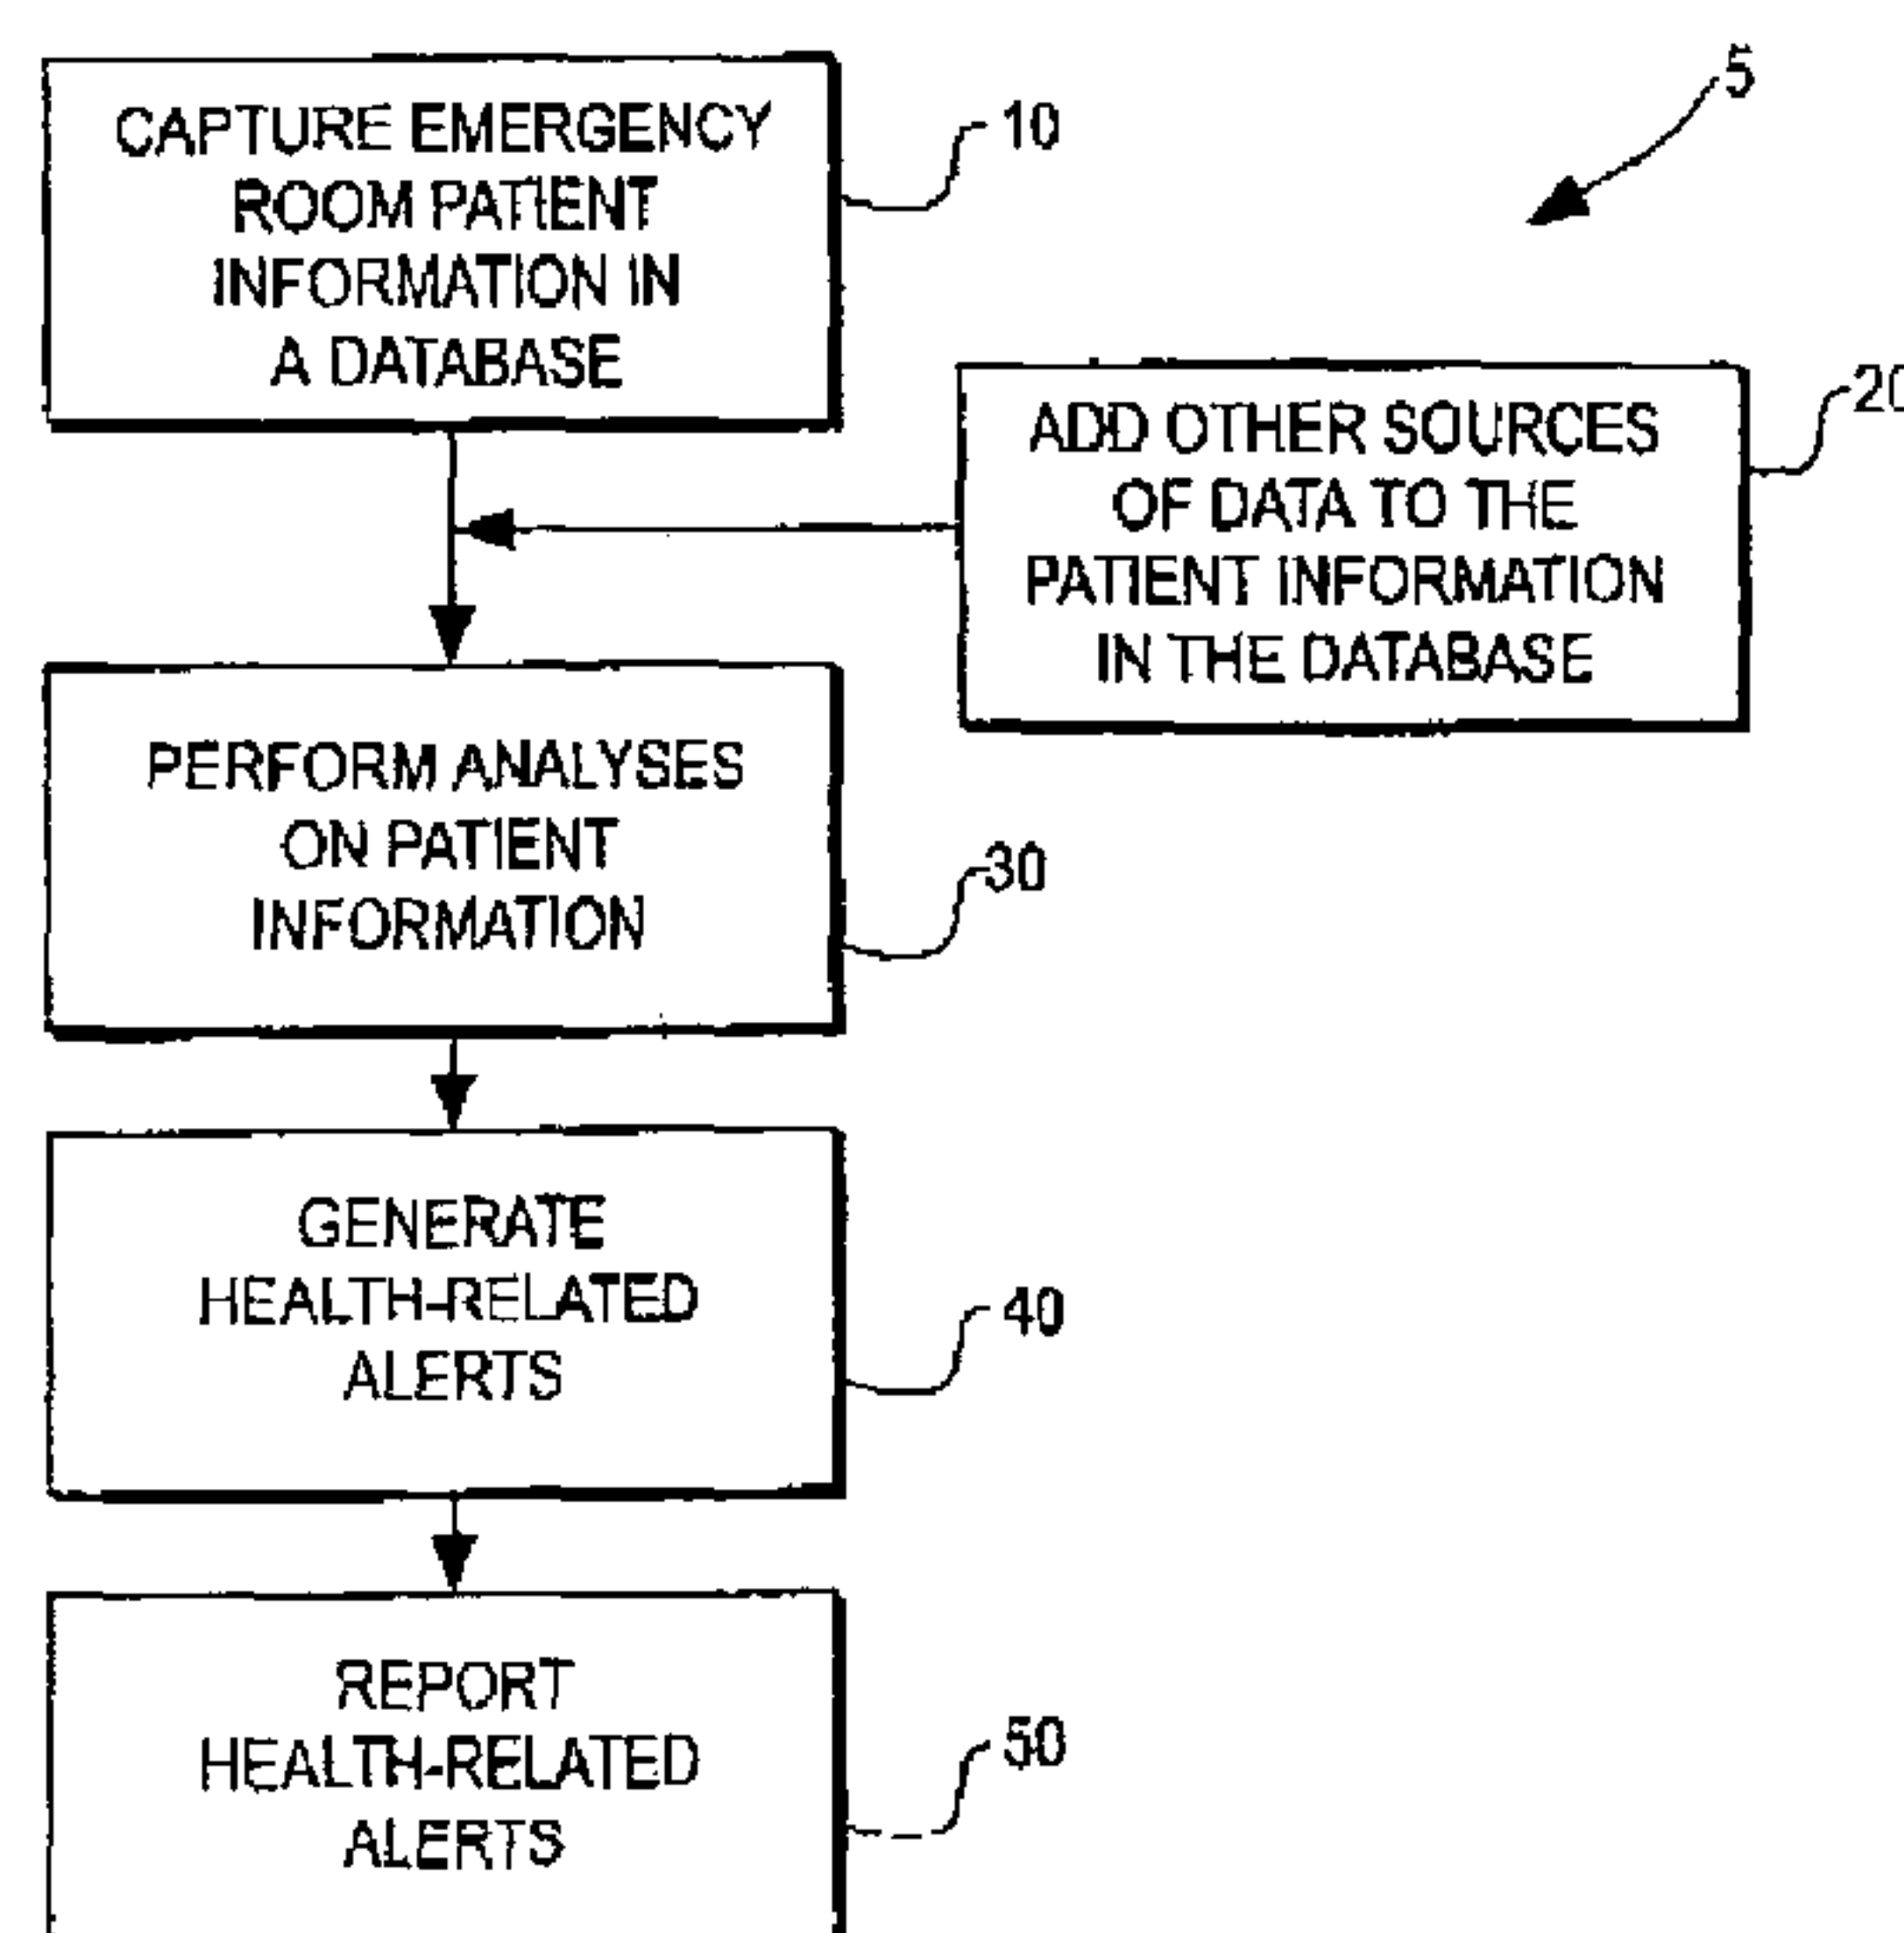 CAPTURE EMERGENCY
ROOM PATIENT
INFORMATION IN
A DATABASE
10
5
ADD OTHER SOURCES
OF DATA TO THE
PATIENT INFORMATION
IN THE DATABASE
20
PERFORM ANALYSES
ON PATIENT
INFORMATION
30
GENERATE
HEALTH-RELATED
ALERTS
40
REPORT
HEALTH-RELATED
ALERTS
50